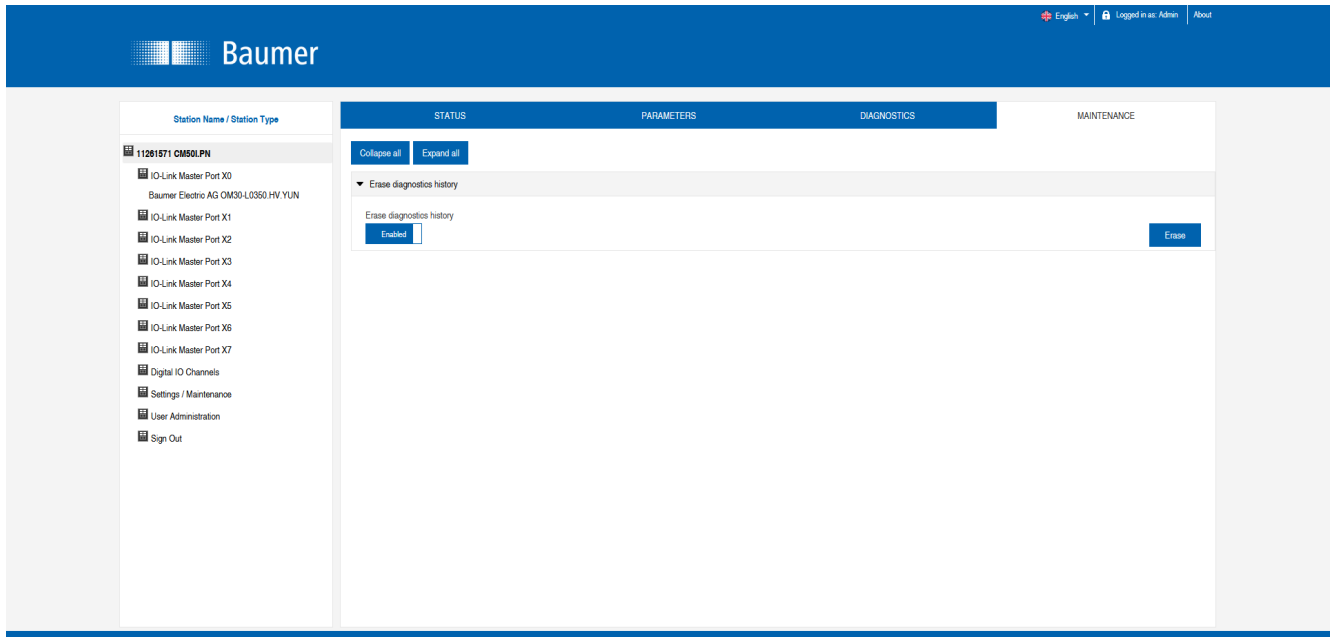 English
Logged in as: Admin
About
Baumer
Station Name / Station Type
STATUS
PARAMETERS
DIAGNOSTICS
MAINTENANCE
11261571 CM50I.PN
IO-Link Master Port X0
Baumer Electric AG OM30-L0350.HV.YUN
IO-Link Master Port X1
IO-Link Master Port X2
IO-Link Master Port X3
IO-Link Master Port X4
IO-Link Master Port X5
IO-Link Master Port X6
IO-Link Master Port X7
Digital IO Channels
Settings / Maintenance
User Administration
Sign Out
Collapse all
Expand all
Erase diagnostics history
Erase diagnostics history
Enabled
Erase